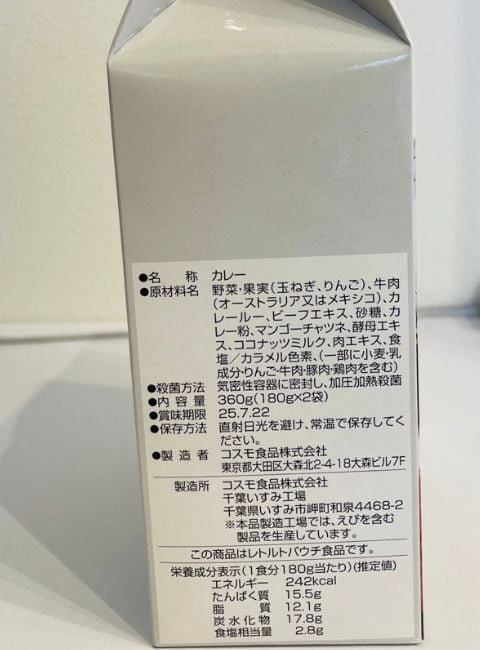 ●名称 カレー
●原材料名 野菜・果実(玉ねぎ、りんご)、牛肉
(オーストラリア又はメキシコ)、カ
レールー、ビーフエキス、砂糖、カ
レー粉、マンゴーチャツネ、酵母エキ
ス、ココナッツミルク、肉エキス、食
塩/カラメル色素、(一部に小麦・乳
成分・りんご・牛肉・豚肉・鶏肉を含む)
●殺菌方法 気密性容器に密封し、加圧加熱殺菌
●内容量 360g(180g×2袋)
●賞味期限 25.7.22
●保存方法 直射日光を避け、常温で保存してく
ださい。
●製造者 コスモ食品株式会社
東京都大田区大森北2-4-18大森ビル7F
製造所 コスモ食品株式会社
千葉いすみ工場
千葉県いすみ市岬町和泉4468-2
※本品製造工場では、えびを含む
製品を生産しています。
この商品はレトルトパウチ食品です。
栄養成分表示(1食分180g当たり)(推定値)
エネルギー 242kcal
たんぱく質 15.5g
脂質 12.1g
炭水化物 17.8g
食塩相当量 2.8g